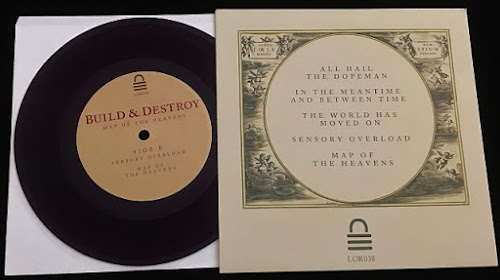 LOR038
BUILD & DESTROY
MAP OF THE HEAVENS
SIDE B
SENSORY OVERLOAD
MAP OF
THE HEAVENS
ALL HAIL
THE DOPEMAN
IN THE MEANTIME
AND BETWEEN TIME
THE WORLD HAS
MOVED ON
SENSORY OVERLOAD
MAP OF
THE HEAVENS
LOR038